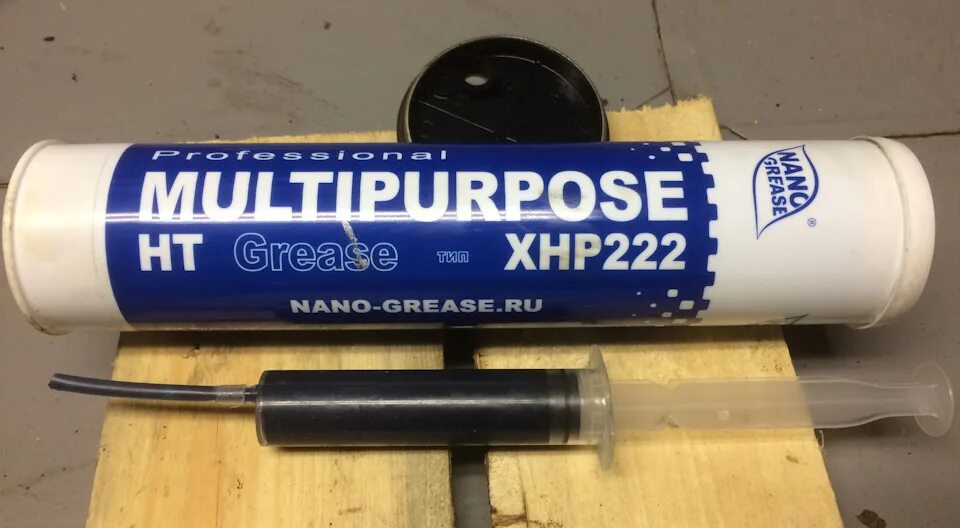 Professional
MULTIPURPOSE
HT Grease тип XHP222
NANO-GREASE.RU
NANO
GREASE
®